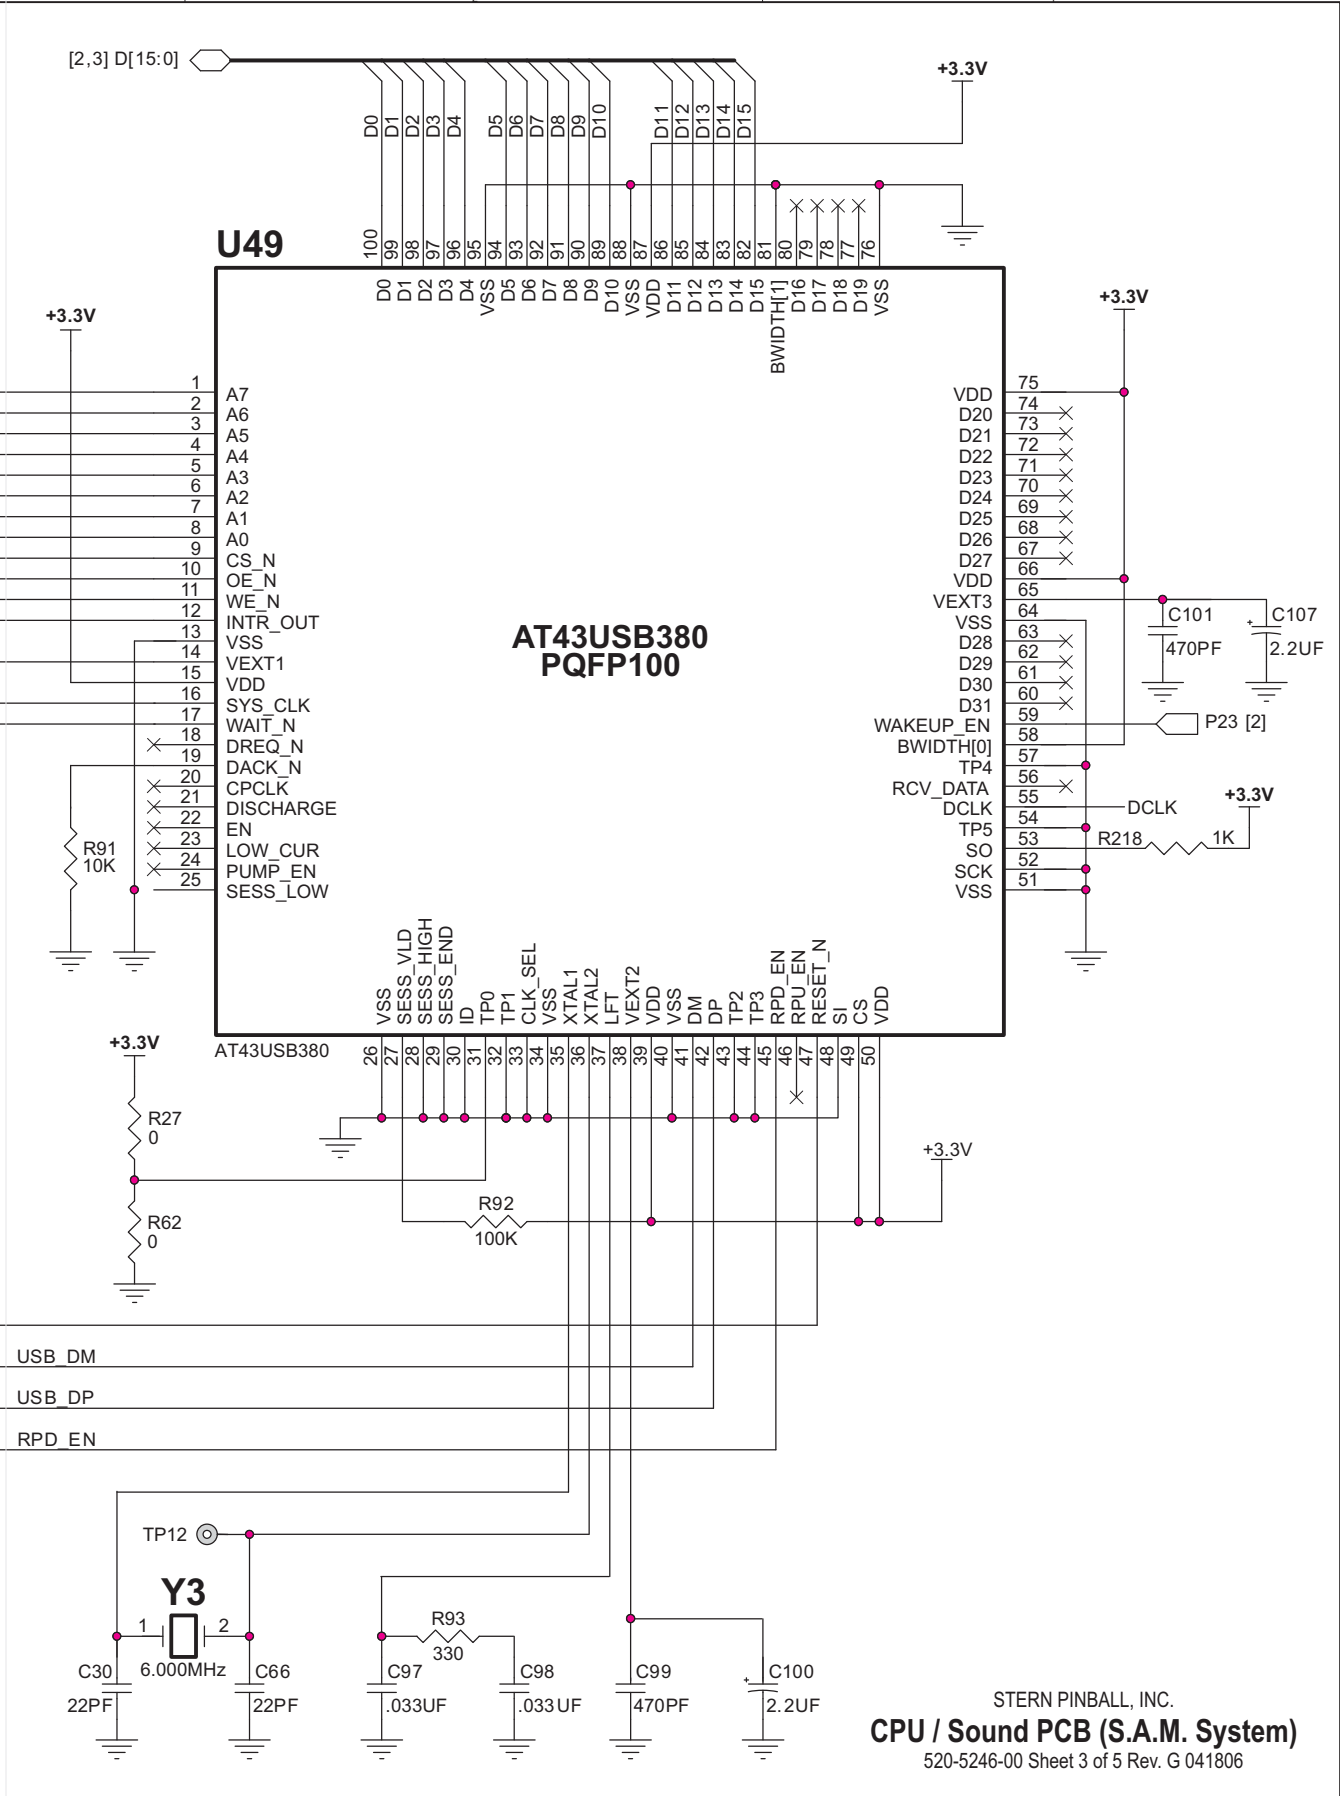 [2,3] D[15:0]
+3.3V
D0 D1 D2 D3 D4 D5 D6 D7 D8 D9 D10 D11 D12 D13 D14 D15
U49
100 99 98 97 96 95 94 93 92 91 90 89 88 87 86 85 84 83 82 81 80 79 78 77 76
D0 D1 D2 D3 D4 VSS D5 D6 D7 D8 D9 D10 VSS VDD D11 D12 D13 D14 D15 BWIDTH[1] D16 D17 D18 D19 VSS
+3.3V
+3.3V
1 A7
2 A6
3 A5
4 A4
5 A3
6 A2
7 A1
8 A0
9 CS_N
10 OE_N
11 WE_N
12 INTR_OUT
13 VSS
14 VEXT1
15 VDD
16 SYS_CLK
17 WAIT_N
18 DREQ_N
19 DACK_N
20 CPCLK
21 DISCHARGE
22 EN
23 LOW_CUR
24 PUMP_EN
25 SESS_LOW
R91
10K
AT43USB380
PQFP100
VDD 75
D20 74
D21 73
D22 72
D23 71
D24 70
D25 69
D26 68
D27 67
VDD 66
VEXT3 65
VSS 64
D28 63
D29 62
D30 61
D31 60
WAKEUP_EN 59
BWIDTH[0] 58
TP4 57
RCV_DATA 56
DCLK 55
TP5 54
SO 53
SCK 52
VSS 51
C101
470PF
C107
+
2.2UF
P23 [2]
DCLK
+3.3V
R218 1K
VSS SESS_VLD SESS_HIGH SESS_END ID TP0 TP1 CLK_SEL VSS XTAL1 XTAL2 LFT VEXT2 VDD VSS DM DP TP2 TP3 RPD_EN RPU_EN RESET_N SI CS VDD
AT43USB380
26 27 28 29 30 31 32 33 34 35 36 37 38 39 40 41 42 43 44 45 46 47 48 49 50
+3.3V
R27
0
R62
0
R92
100K
+3.3V
USB_DM
USB_DP
RPD_EN
TP12
Y3
1 2
6.000MHz
C30
22PF
C66
22PF
R93
330
C97
.033UF
C98
.033UF
C99
470PF
+
C100
2.2UF
STERN PINBALL, INC.
CPU / Sound PCB (S.A.M. System)
520-5246-00 Sheet 3 of 5 Rev. G 041806